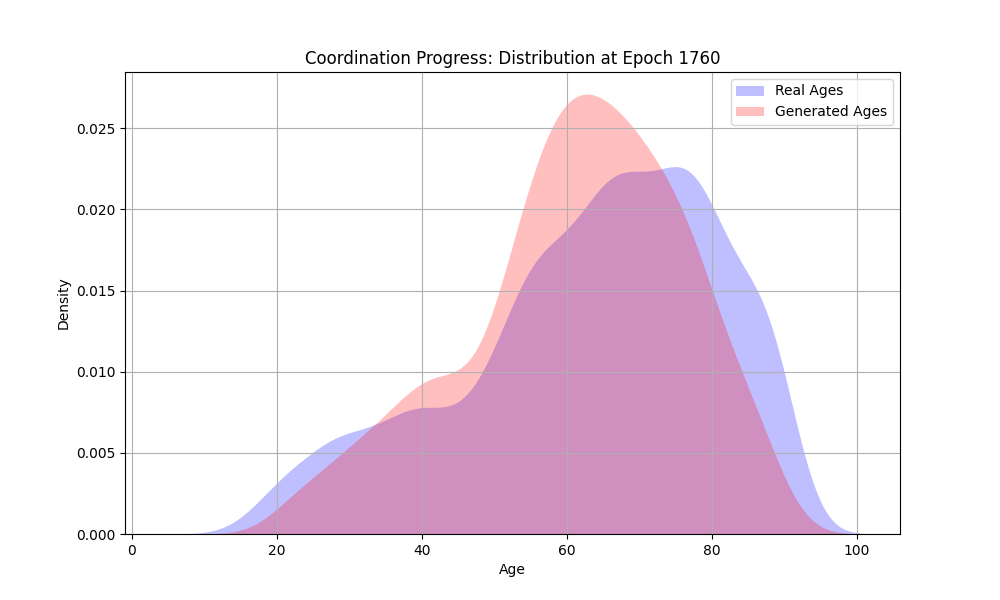 Coordination Progress: Distribution at Epoch 1760
Real Ages
Generated Ages
0.025
0.020
0.015
0.010
0.005
0.000
Density
0 20 40 60 80 100
Age